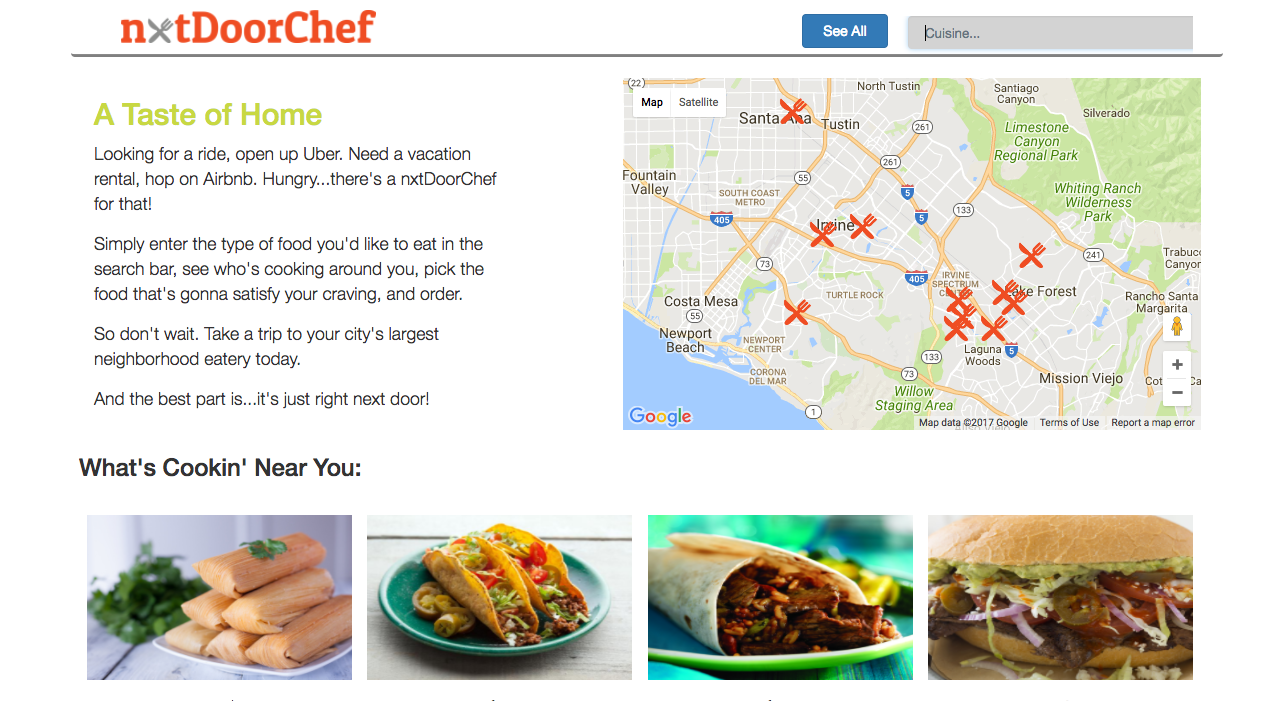 nxtDoorChef
See All
Cuisine...
A Taste of Home
Looking for a ride, open up Uber. Need a vacation
rental, hop on Airbnb. Hungry...there's a nxtDoorChef
for that!
Simply enter the type of food you'd like to eat in the
search bar, see who's cooking around you, pick the
food that's gonna satisfy your craving, and order.
So don't wait. Take a trip to your city's largest
neighborhood eatery today.
And the best part is...it's just right next door!
22
Map
Satellite
North Tustin
Santiago
Canyon
Silverado
Santa Ana
Tustin
261
Limestone
Canyon
Regional Park
261
Fountain
Valley
55
SOUTH COAST
METRO
5
Whiting Ranch
Wilderness
Park
405
5
133
Irvine
73
241
Trabuco
Canyon
405
IRVINE
SPECTRUM
TURTLE ROCK
Lake Forest
Costa Mesa
55
Rancho Santa
Margarita
Newport
Beach
NEWPORT
CENTER
133
Laguna
Woods
5
CORONA
DEL MAR
73
Mission Viejo
Willow
Staging Area
1
Google
Map data ©2017 Google
Terms of Use
Report a map error
What's Cookin' Near You: